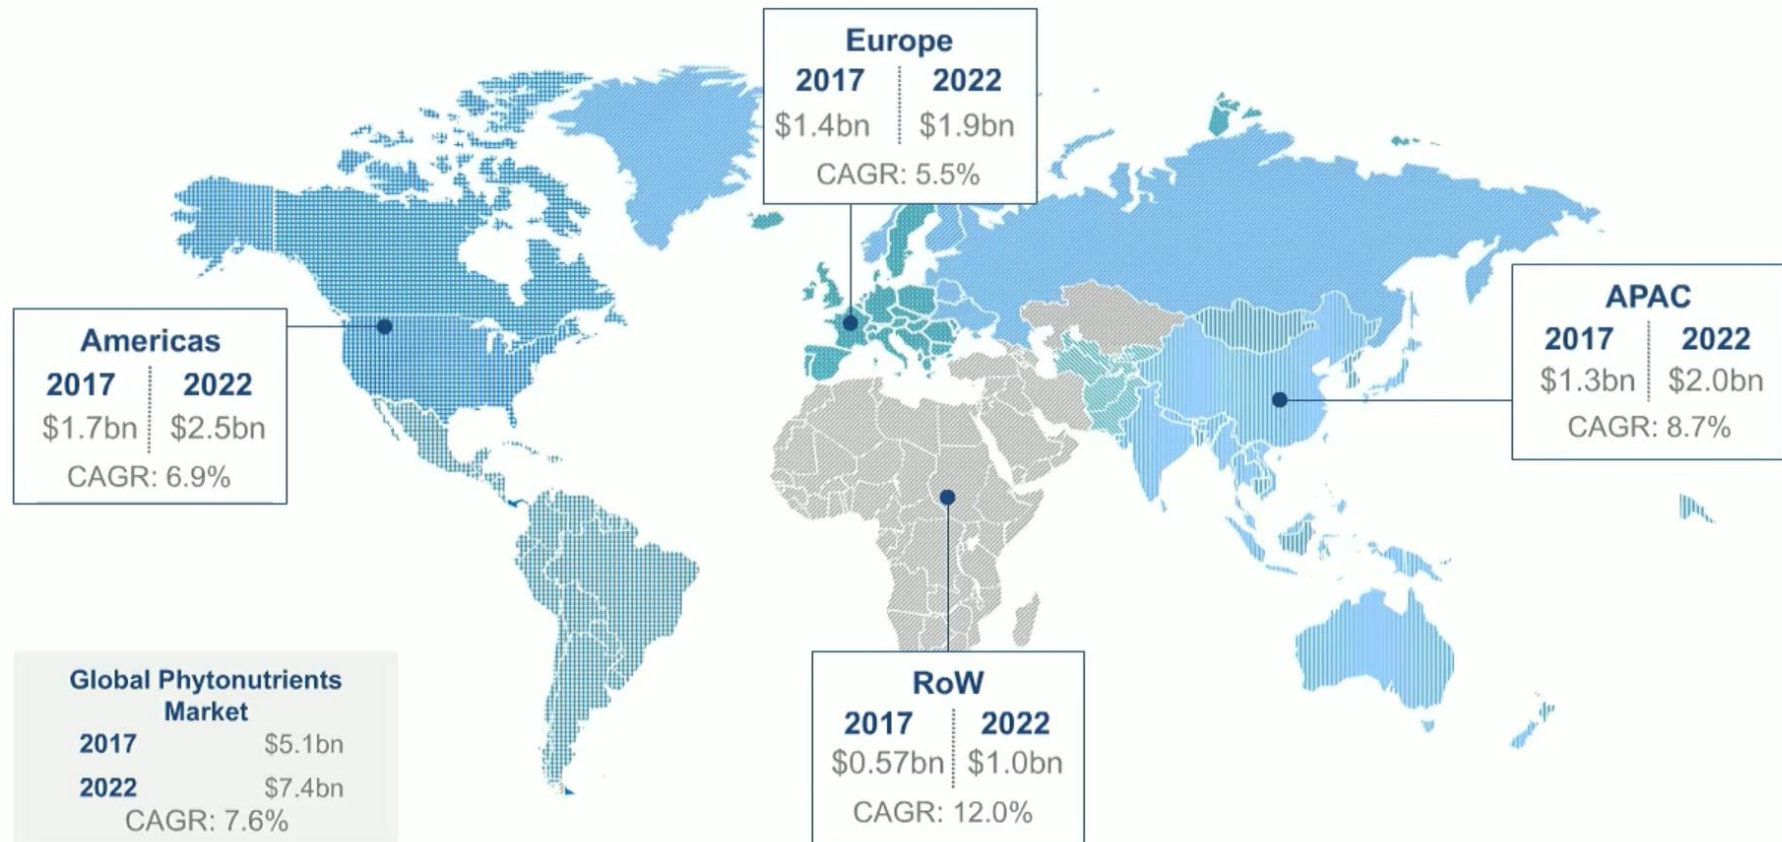 Europe
2017 2022
$1.4bn $1.9bn
CAGR: 5.5%
Americas
2017 2022
$1.7bn $2.5bn
CAGR: 6.9%
APAC
2017 2022
$1.3bn $2.0bn
CAGR: 8.7%
Global Phytonutrients
Market
2017 $5.1bn
2022 $7.4bn
CAGR: 7.6%
RoW
2017 2022
$0.57bn $1.0bn
CAGR: 12.0%